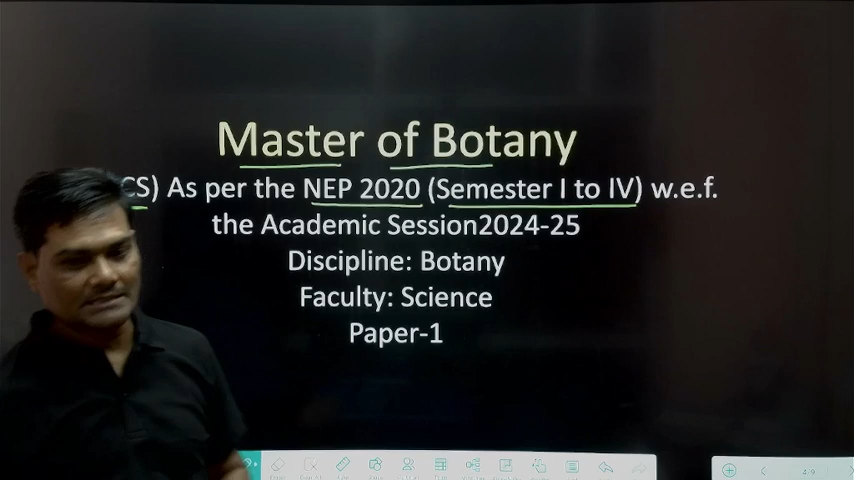 Master of Botany
CS) As per the NEP 2020 (Semester I to IV) w.e.f.
the Academic Session2024-25
Discipline: Botany
Faculty: Science
Paper-1